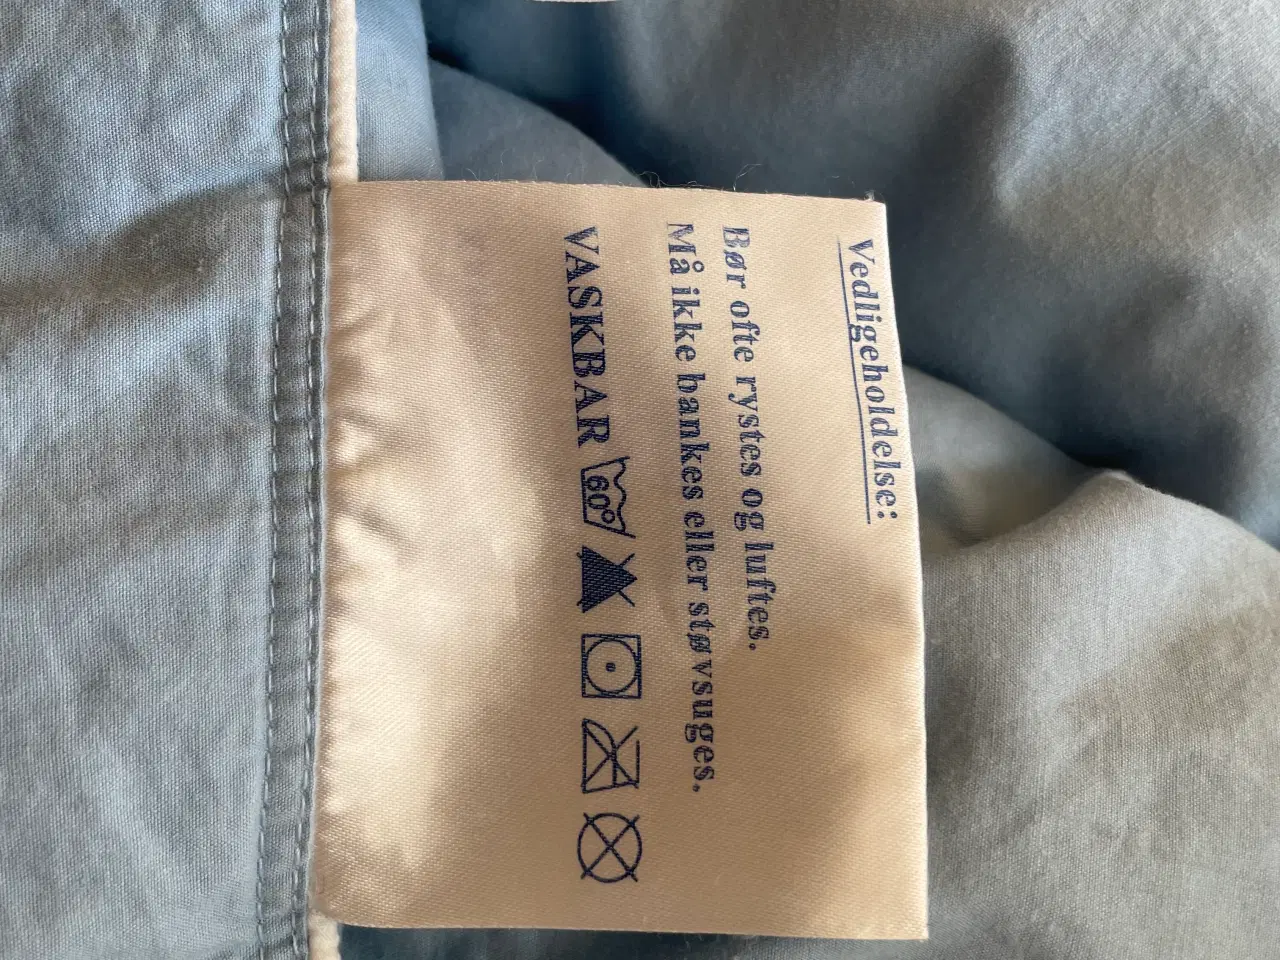 Vedligeholdelse:
Bør ofte rystes og luftes.
Må ikke bankes eller støvsuges.
VASKBAR 60°